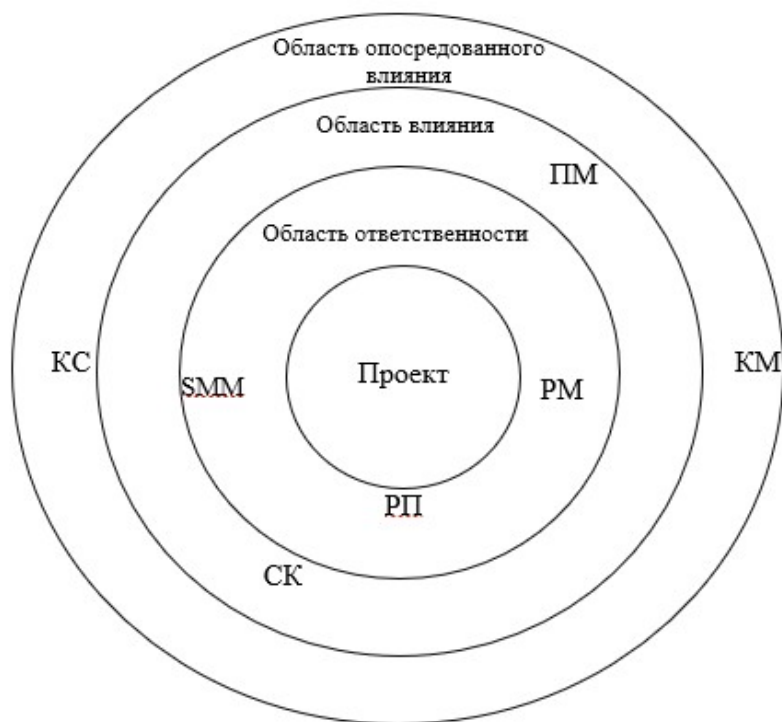 Область опосредованного
влияния
Область влияния
ПМ
Область ответственности
КС
КМ
Проект
SMM
РМ
РП
СК